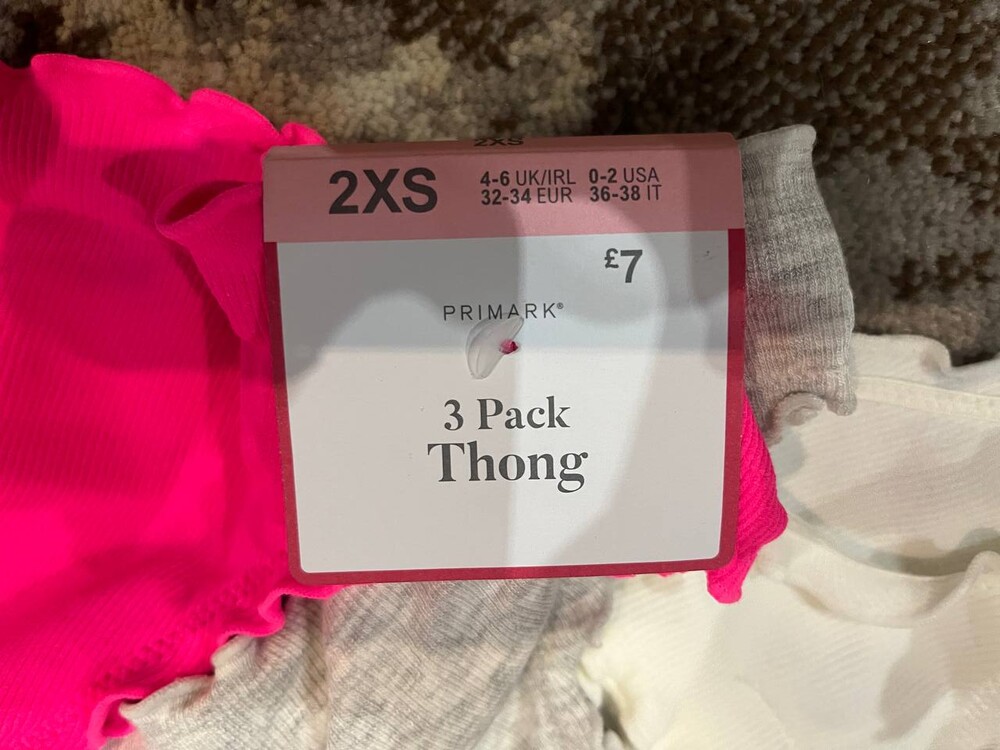 2XS
2XS
4-6 UK/IRL 0-2 USA
32-34 EUR 36-38 IT
£7
PRIMARK®
3 Pack
Thong